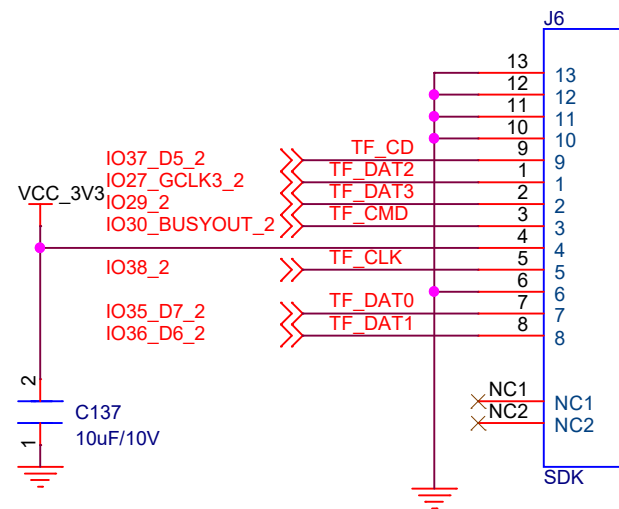 J6
13 13
12 12
11 11
10 10
IO37_D5_2 TF_CD 9 9
IO27_GCLK3_2 TF_DAT2 1 1
VCC_3V3
IO29_2 TF_DAT3 2 2
IO30_BUSYOUT_2 TF_CMD 3 3
4 4
IO38_2 TF_CLK 5 5
6 6
IO35_D7_2 TF_DAT0 7 7
IO36_D6_2 TF_DAT1 8 8
2
NC1 NC1
C137
NC2 NC2
1
10uF/10V
SDK